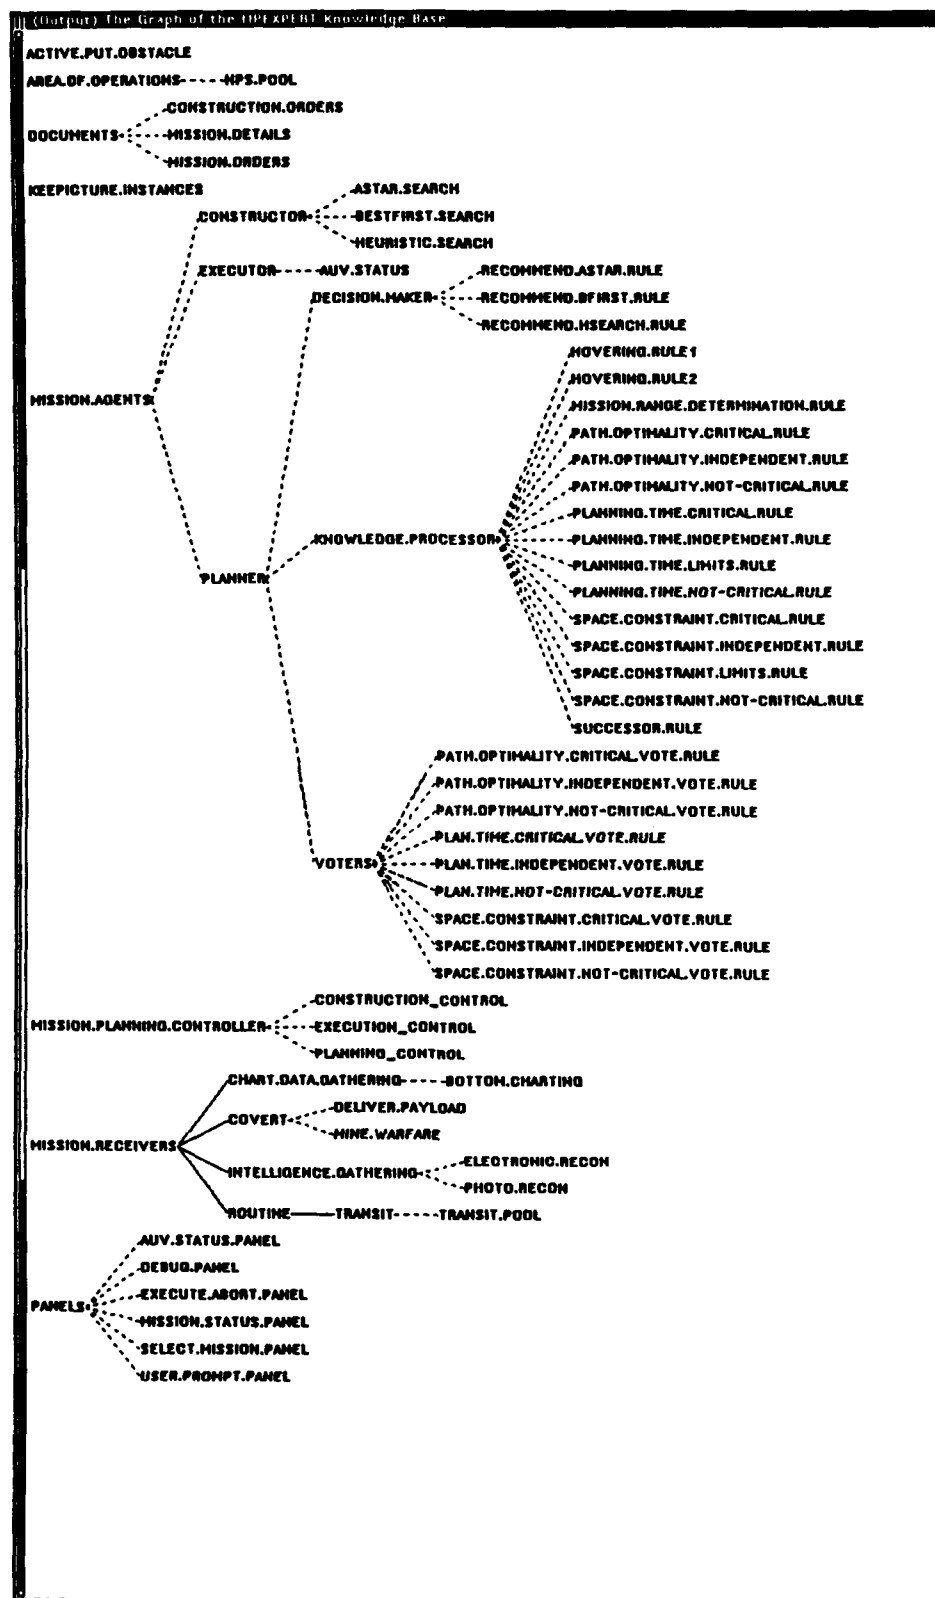 (Output) The Graph of the MPEXPERT Knowledge Base
ACTIVE.PUT.OBSTACLE
AREA.OF.OPERATIONS NPS.POOL
CONSTRUCTION.ORDERS
DOCUMENTS MISSION.DETAILS
MISSION.ORDERS
KEEPICTURE.INSTANCES
ASTAR.SEARCH
CONSTRUCTOR BESTFIRST.SEARCH
HEURISTIC.SEARCH
EXECUTOR AUV.STATUS RECOMMEND.ASTAR.RULE
DECISION.MAKER RECOMMEND.BFIRST.RULE
RECOMMEND.HSEARCH.RULE
HOVERING.RULE1
HOVERING.RULE2
MISSION.AGENTS MISSION.RANGE.DETERMINATION.RULE
PATH.OPTIMALITY.CRITICAL.RULE
PATH.OPTIMALITY.INDEPENDENT.RULE
PATH.OPTIMALITY.NOT-CRITICAL.RULE
PLANNING.TIME.CRITICAL.RULE
KNOWLEDGE.PROCESSOR PLANNING.TIME.INDEPENDENT.RULE
PLANNING.TIME.LIMITS.RULE
PLANNER PLANNING.TIME.NOT-CRITICAL.RULE
SPACE.CONSTRAINT.CRITICAL.RULE
SPACE.CONSTRAINT.INDEPENDENT.RULE
SPACE.CONSTRAINT.LIMITS.RULE
SPACE.CONSTRAINT.NOT-CRITICAL.RULE
SUCCESSOR.RULE
PATH.OPTIMALITY.CRITICAL.VOTE.RULE
PATH.OPTIMALITY.INDEPENDENT.VOTE.RULE
PATH.OPTIMALITY.NOT-CRITICAL.VOTE.RULE
PLAN.TIME.CRITICAL.VOTE.RULE
VOTERS PLAN.TIME.INDEPENDENT.VOTE.RULE
PLAN.TIME.NOT-CRITICAL.VOTE.RULE
SPACE.CONSTRAINT.CRITICAL.VOTE.RULE
SPACE.CONSTRAINT.INDEPENDENT.VOTE.RULE
SPACE.CONSTRAINT.NOT-CRITICAL.VOTE.RULE
CONSTRUCTION_CONTROL
MISSION.PLANNING.CONTROLLER EXECUTION_CONTROL
PLANNING_CONTROL
CHART.DATA.GATHERING BOTTOM.CHARTING
DELIVER.PAYLOAD
COVERT
MINE.WARFARE
MISSION.RECEIVERS
ELECTRONIC.RECON
INTELLIGENCE.GATHERING
PHOTO.RECON
ROUTINE TRANSIT TRANSIT.POOL
AUV.STATUS.PANEL
DEBUG.PANEL
EXECUTE.ABORT.PANEL
PANELS
MISSION.STATUS.PANEL
SELECT.MISSION.PANEL
USER.PROMPT.PANEL